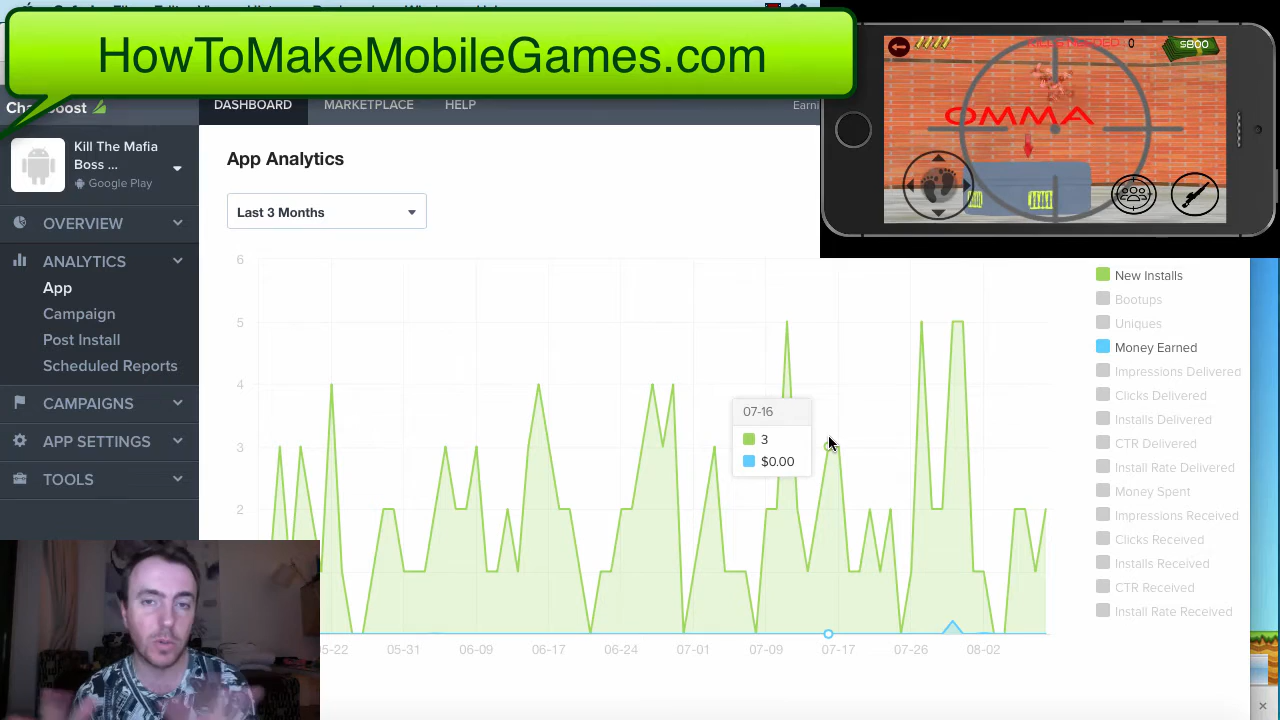 HowToMakeMobileGames.com
0
$800
OMMA
DASHBOARD
MARKETPLACE
HELP
Kill The Mafia
Boss ...
Google Play
App Analytics
Last 3 Months
OVERVIEW
ANALYTICS
App
Campaign
Post Install
Scheduled Reports
CAMPAIGNS
APP SETTINGS
TOOLS
6
5
4
3
2
07-16
3
$0.00
05-31
06-09
06-17
06-24
07-01
07-09
07-17
07-26
08-02
New Installs
Bootups
Uniques
Money Earned
Impressions Delivered
Clicks Delivered
Installs Delivered
CTR Delivered
Install Rate Delivered
Money Spent
Impressions Received
Clicks Received
Installs Received
CTR Received
Install Rate Received